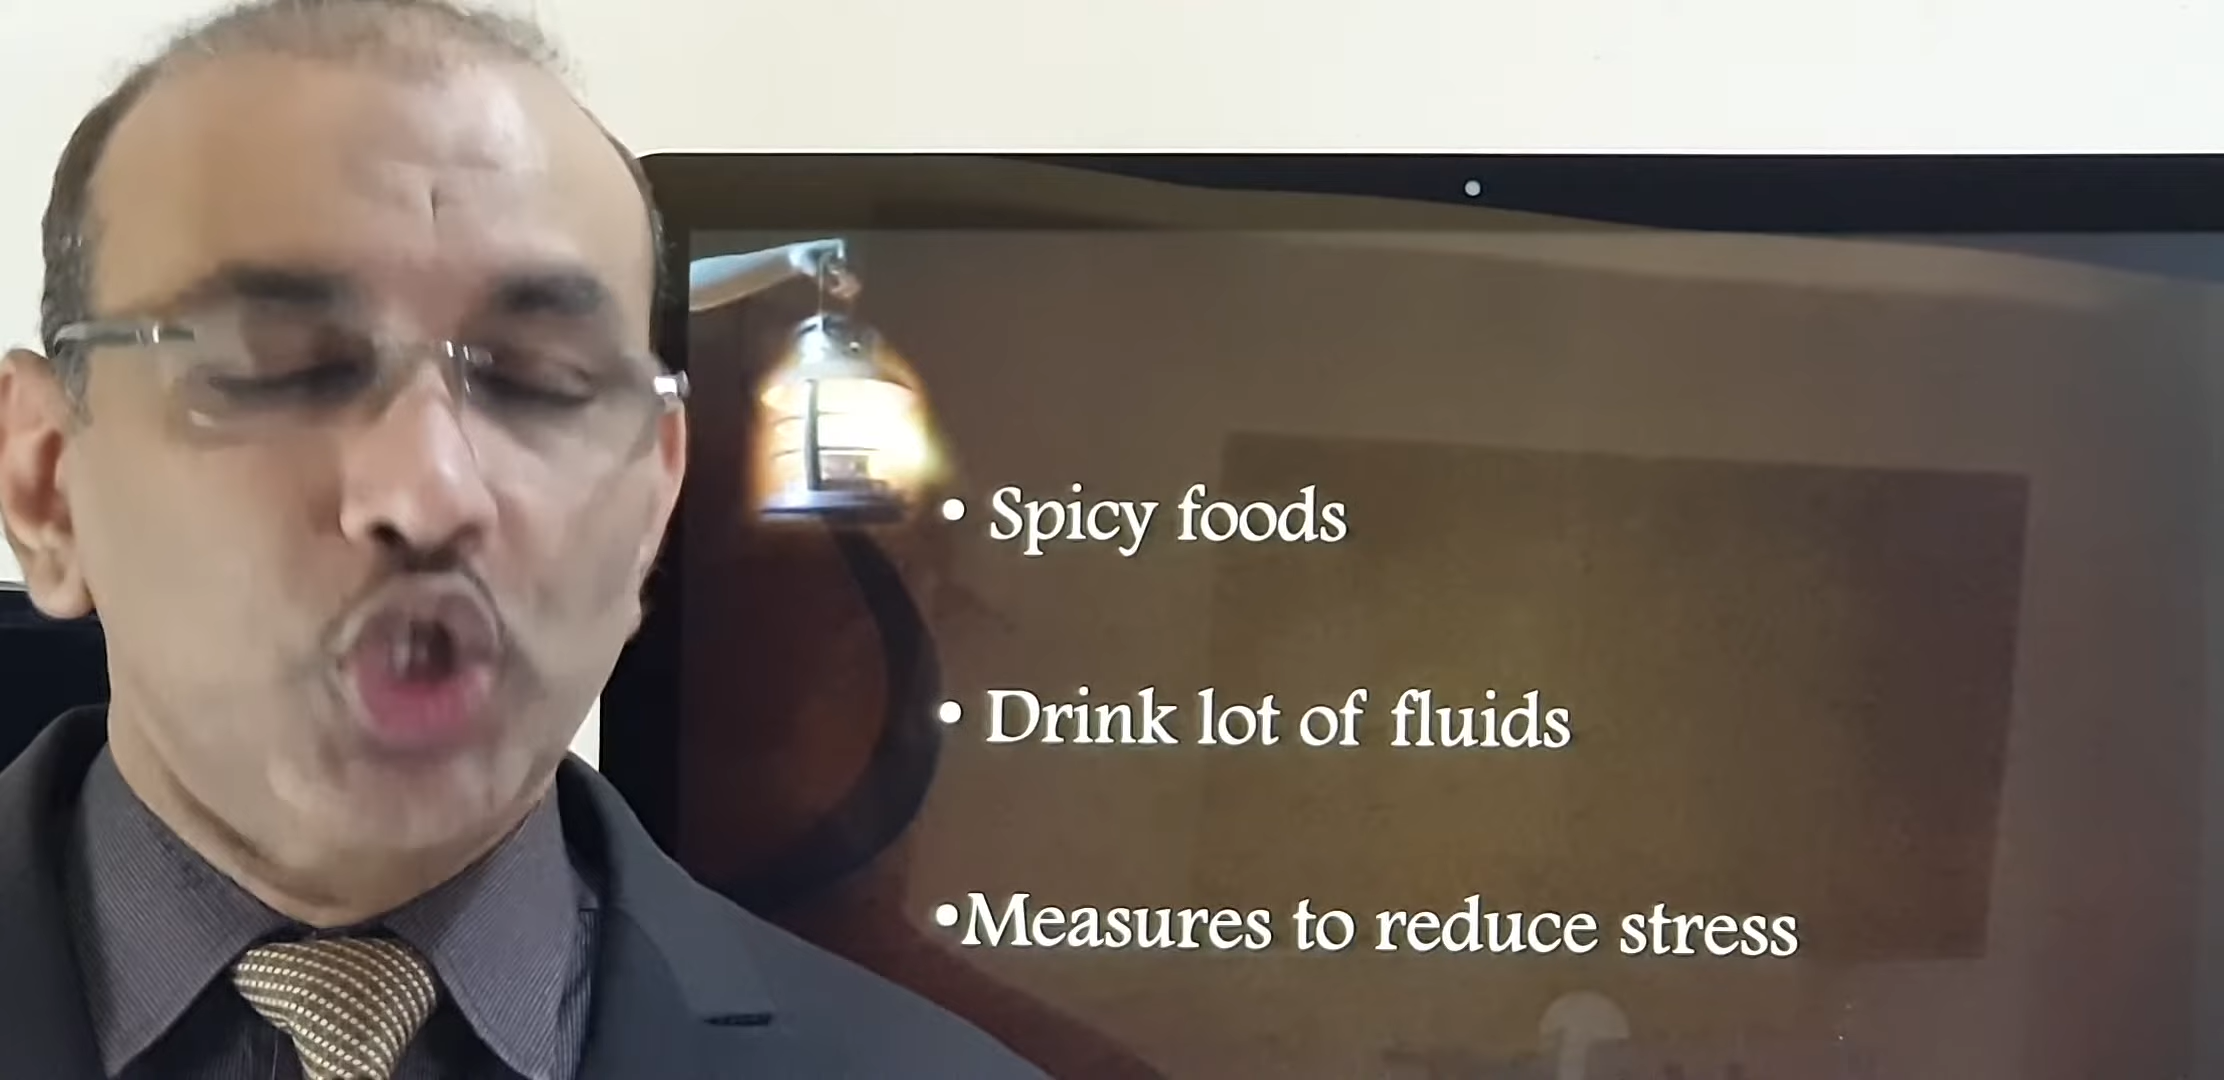 • Spicy foods
• Drink lot of fluids
•Measures to reduce stress